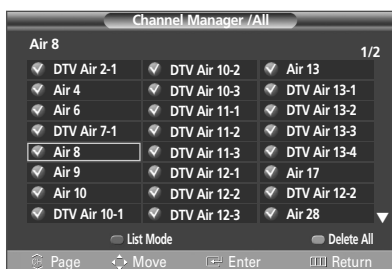 Channel Manager /All
Air 8
1/2
DTV Air 2-1 DTV Air 10-2 Air 13
Air 4 DTV Air 10-3 DTV Air 13-1
Air 6 DTV Air 11-1 DTV Air 13-2
DTV Air 7-1 DTV Air 11-2 DTV Air 13-3
Air 8 DTV Air 11-3 DTV Air 13-4
Air 9 DTV Air 12-1 Air 17
Air 10 DTV Air 12-2 DTV Air 12-2
DTV Air 10-1 DTV Air 12-3 Air 28
List Mode Delete All
Page Move Enter Return